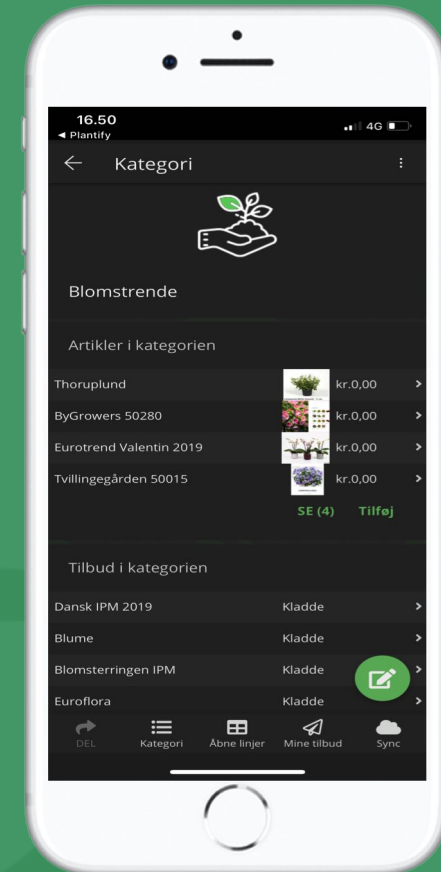 16.50
◄ Plantify
4G
Kategori
Blomstrende
Artikler i kategorien
Thoruplund kr.0,00
ByGrowers 50280 kr.0,00
Eurotrend Valentin 2019 kr.0,00
Tvillingegården 50015 kr.0,00
SE (4) Tilføj
Tilbud i kategorien
Dansk IPM 2019 Kladde
Blume Kladde
Blomsterringen IPM Kladde
Euroflora Kladde
DEL Kategori Åbne linjer Mine tilbud Sync